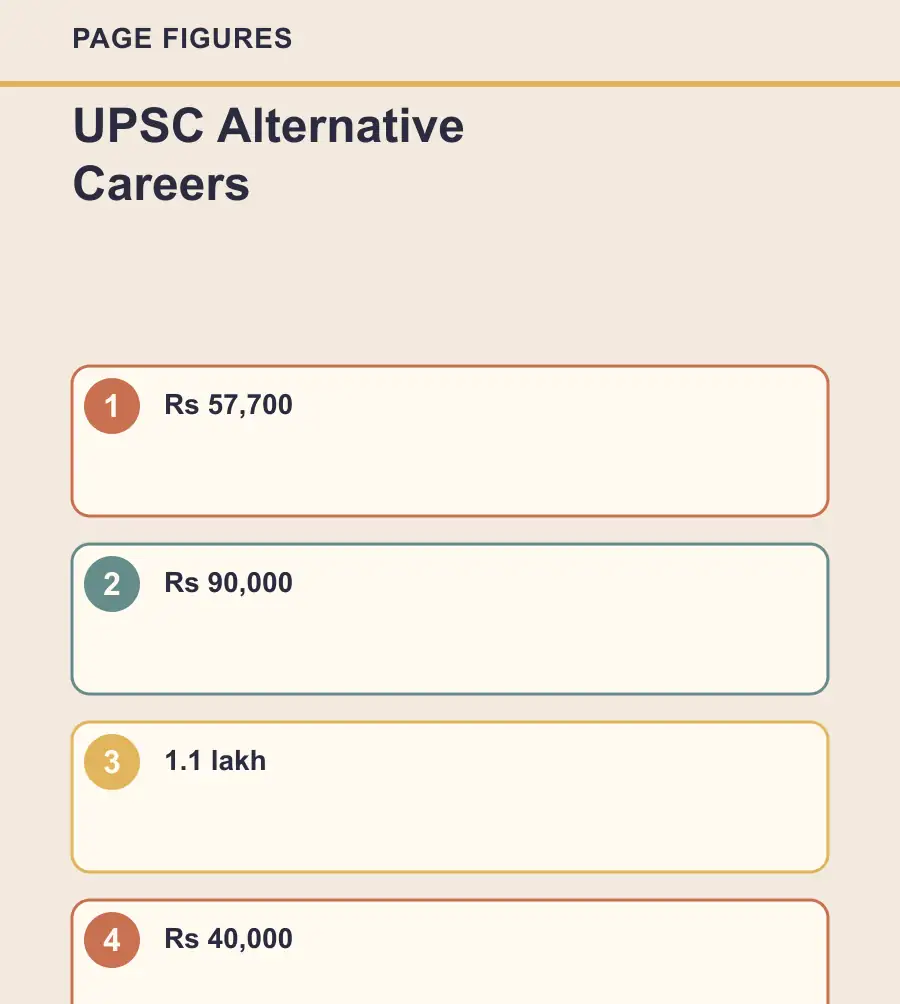 PAGE FIGURES
UPSC Alternative
Careers
1 Rs 57,700
2 Rs 90,000
3 1.1 lakh
4 Rs 40,000